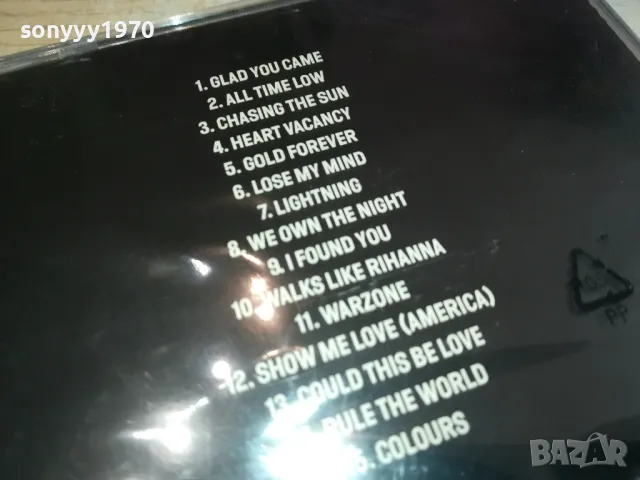 sonyyy1970
1. GLAD YOU CAME
2. ALL TIME LOW
3. CHASING THE SUN
4. HEART VACANCY
5. GOLD FOREVER
6. LOSE MY MIND
7. LIGHTNING
8. WE OWN THE NIGHT
9. I FOUND YOU
10. WALKS LIKE RIHANNA
11. WARZONE
12. SHOW ME LOVE (AMERICA)
13. COULD THIS BE LOVE
RULE THE WORLD
COLOURS
PP
BAZAR